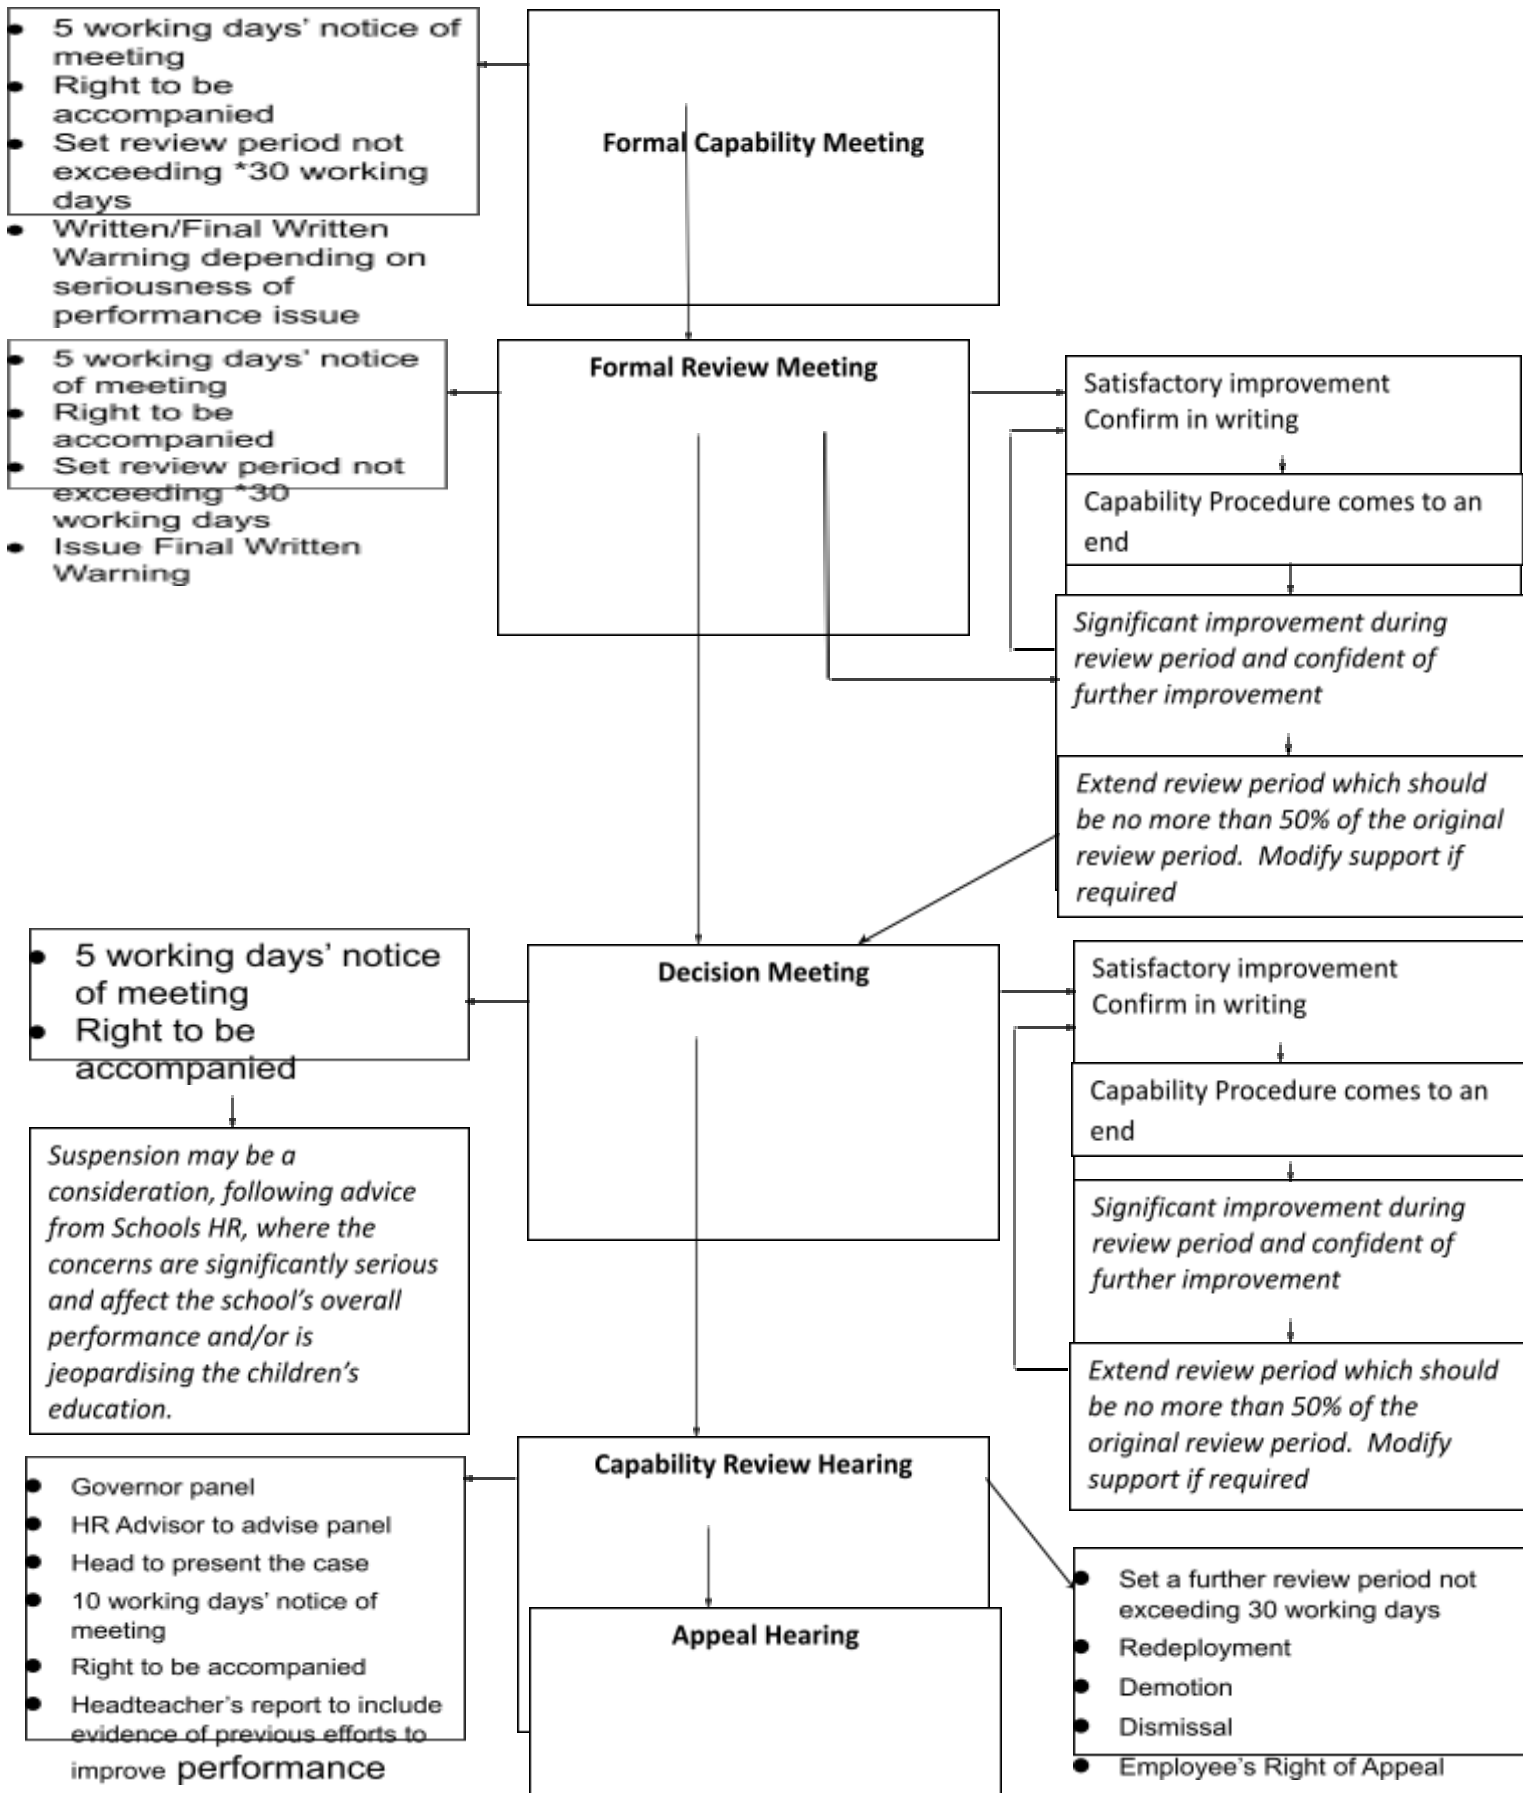 • 5 working days’ notice of
meeting
• Right to be
accompanied
• Set review period not
exceeding *30 working
days
• Written/Final Written
Warning depending on
seriousness of
performance issue
Formal Capability Meeting
• 5 working days’ notice
of meeting
• Right to be
accompanied
• Set review period not
exceeding *30
working days
• Issue Final Written
Warning
Formal Review Meeting
Satisfactory improvement
Confirm in writing
Capability Procedure comes to an
end
Significant improvement during
review period and confident of
further improvement
Extend review period which should
be no more than 50% of the original
review period.  Modify support if
required
• 5 working days’ notice
of meeting
• Right to be
accompanied
Decision Meeting
Satisfactory improvement
Confirm in writing
Capability Procedure comes to an
end
Suspension may be a
consideration, following advice
from Schools HR, where the
concerns are significantly serious
and affect the school’s overall
performance and/or is
jeopardising the children’s
education.
Significant improvement during
review period and confident of
further improvement
Extend review period which should
be no more than 50% of the
original review period.  Modify
support if required
Capability Review Hearing
• Governor panel
• HR Advisor to advise panel
• Head to present the case
• 10 working days’ notice of
meeting
• Right to be accompanied
• Headteacher’s report to include
evidence of previous efforts to
improve performance
Appeal Hearing
• Set a further review period not
exceeding 30 working days
• Redeployment
• Demotion
• Dismissal
• Employee’s Right of Appeal